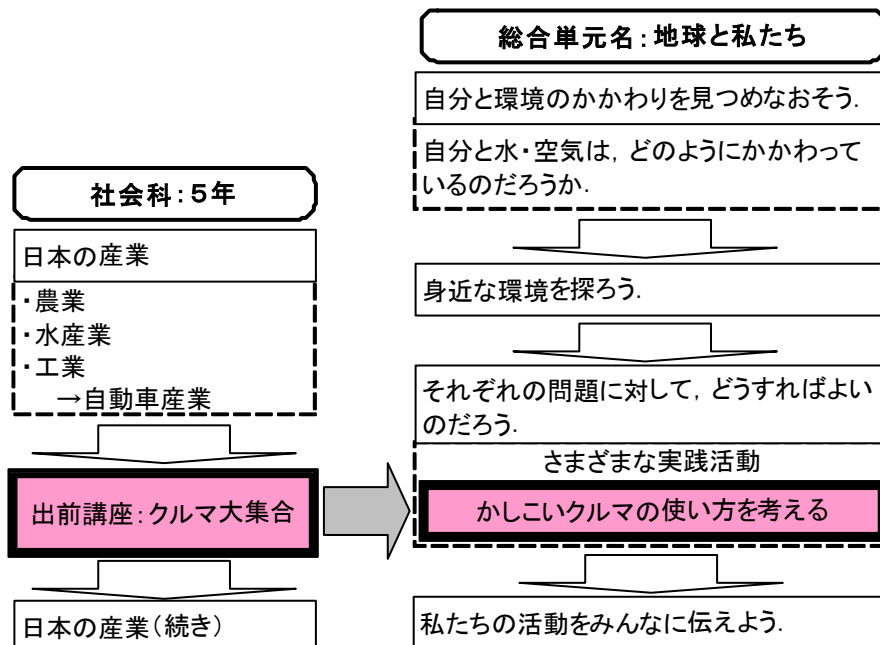 社会科：５年
日本の産業
・農業
・水産業
・工業
→自動車産業
出前講座：クルマ大集合
日本の産業（続き）
総合単元名：地球と私たち
自分と環境のかかわりを見つめなおそう．
自分と水・空気は，どのようにかかわって
いるのだろうか．
身近な環境を探ろう．
それぞれの問題に対して，どうすればよい
のだろう．
さまざまな実践活動
かしこいクルマの使い方を考える
私たちの活動をみんなに伝えよう．